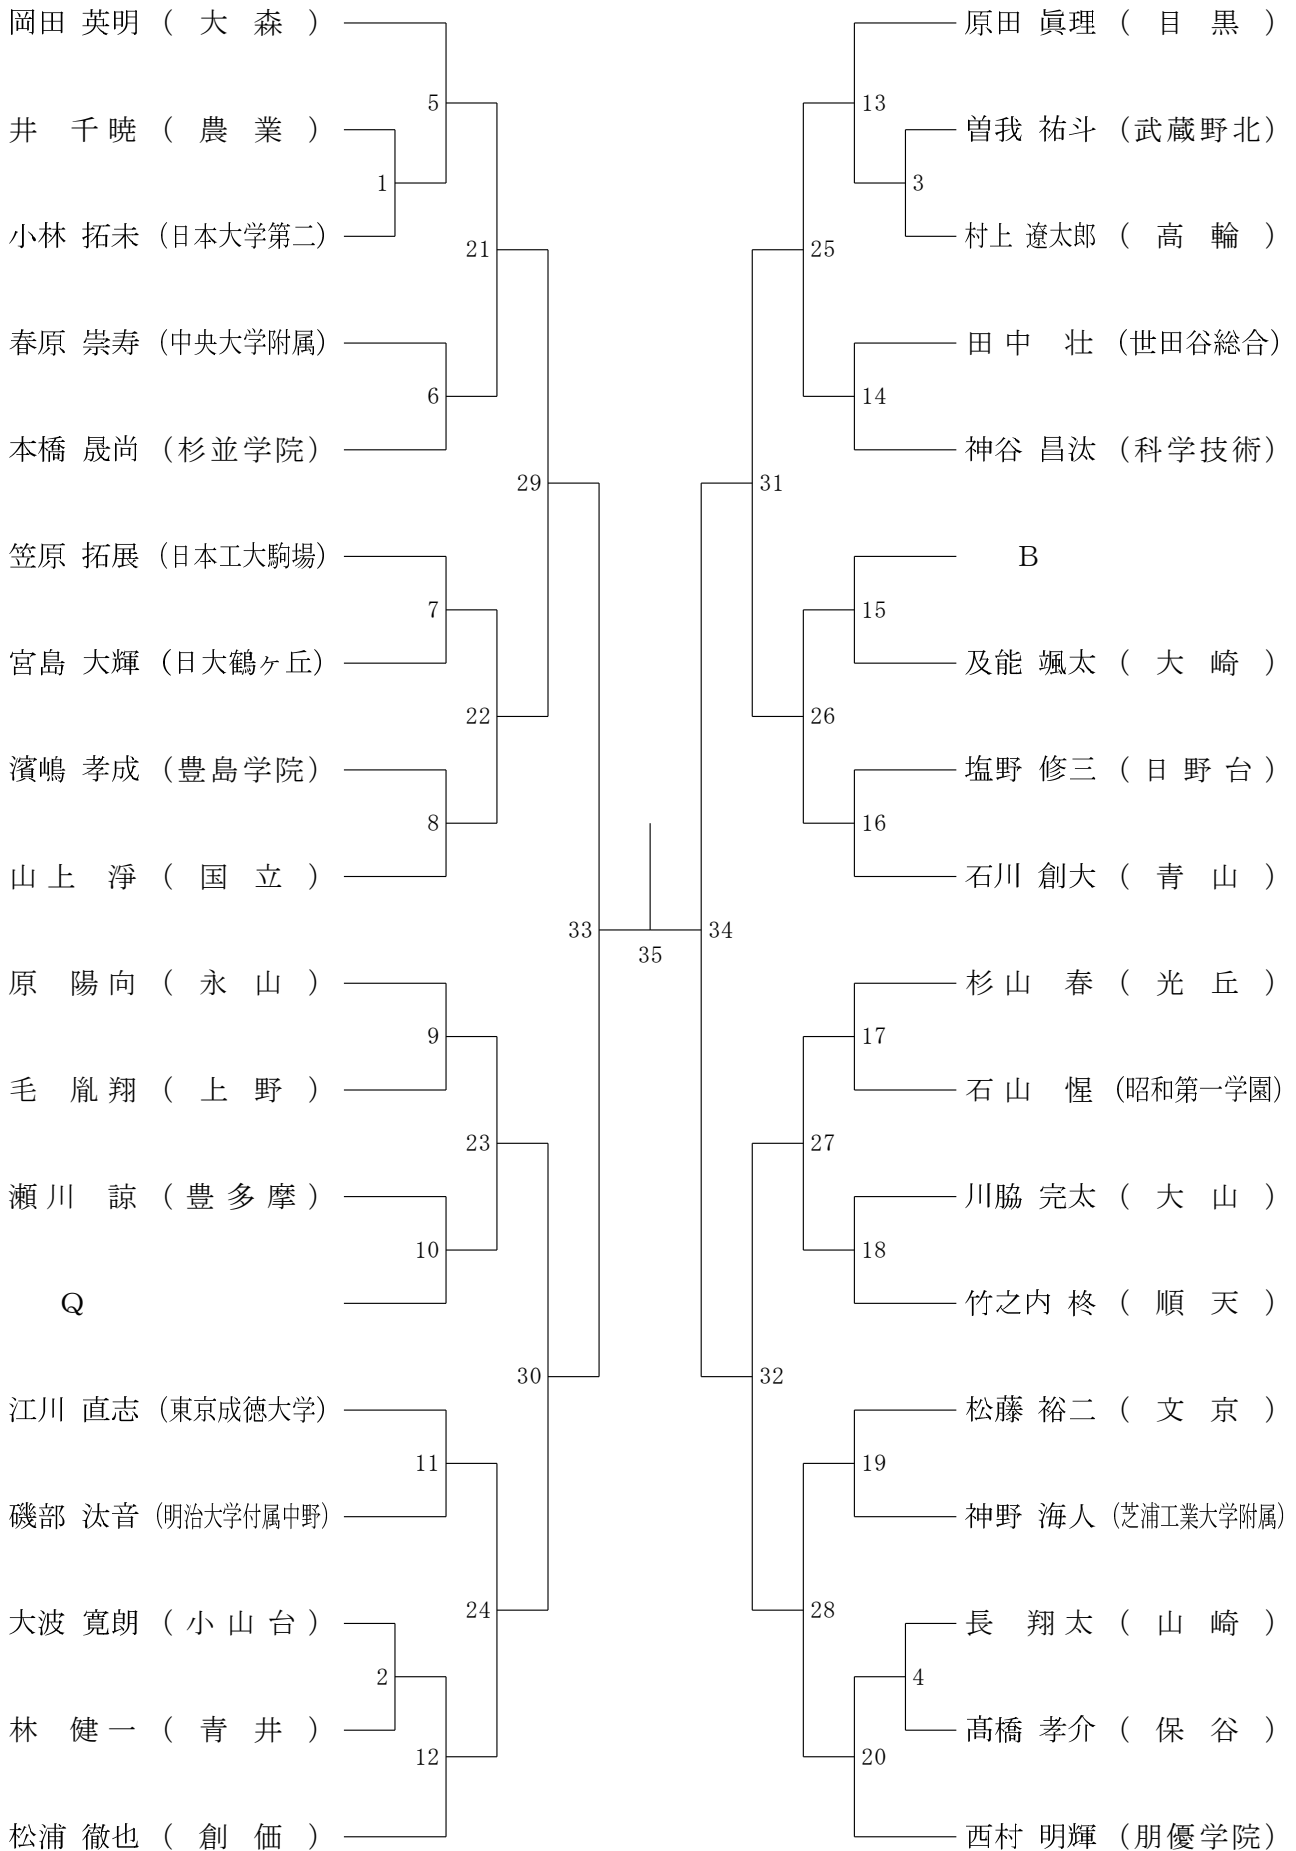 岡田 英明 ( 大 森 )
5
井 千暁 ( 農 業 )
1
小林 拓未 (日本大学第二)
21
春原 崇寿 (中央大学附属)
6
本橋 晟尚 (杉並学院)
29
笠原 拓展 (日本工大駒場)
7
宮島 大輝 (日大鶴ヶ丘)
22
濱嶋 孝成 (豊島学院)
8
山上 淨 ( 国 立 )
33
原 陽向 ( 永 山 )
9
毛 胤翔 ( 上 野 )
23
瀬川 諒 ( 豊多摩 )
10
Q
30
江川 直志 (東京成徳大学)
11
磯部 汰音 (明治大学付属中野)
24
大波 寛朗 ( 小山台 )
2
林 健一 ( 青 井 )
12
松浦 徹也 ( 創 価 )
35
原田 眞理 ( 目 黒 )
13
曽我 祐斗 (武蔵野北)
3
村上 遼太郎 ( 高 輪 )
25
田中 壮 (世田谷総合)
14
神谷 昌汰 (科学技術)
31
B
15
及能 颯太 ( 大 崎 )
26
塩野 修三 ( 日野台 )
16
石川 創大 ( 青 山 )
34
杉山 春 ( 光 丘 )
17
石山 惺 (昭和第一学園)
27
川脇 完太 ( 大 山 )
18
竹之内 柊 ( 順 天 )
32
松藤 裕二 ( 文 京 )
19
神野 海人 (芝浦工業大学附属)
28
長 翔太 ( 山 崎 )
4
髙橋 孝介 ( 保 谷 )
20
西村 明輝 (朋優学院)